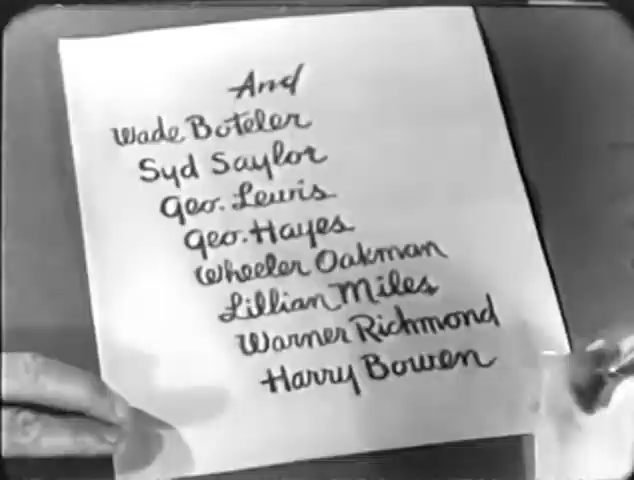 And
Wade Boteler
Syd Saylor
Geo. Lewis
Geo. Hayes
Wheeler Oakman
Lillian Miles
Warner Richmond
Harry Bowen